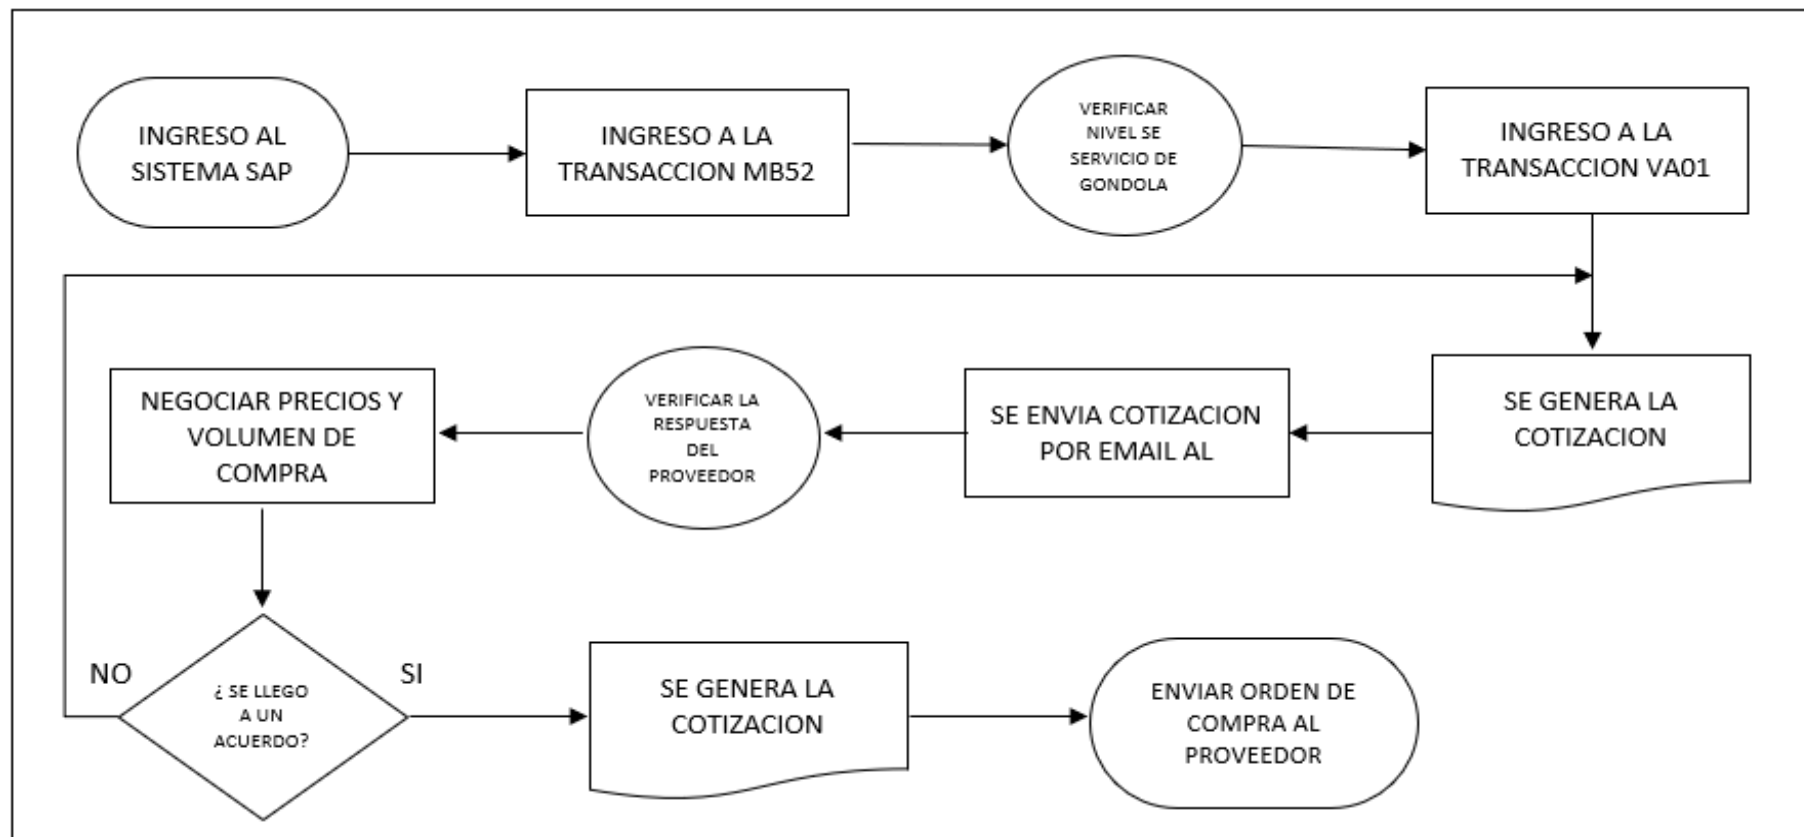 INGRESO AL
SISTEMA SAP
INGRESO A LA
TRANSACCION MB52
VERIFICAR
NIVEL SE
SERVICIO DE
GONDOLA
INGRESO A LA
TRANSACCION VA01
SE GENERA LA
COTIZACION
SE ENVIA COTIZACION
POR EMAIL AL
VERIFICAR LA
RESPUESTA
DEL
PROVEEDOR
NEGOCIAR PRECIOS Y
VOLUMEN DE
COMPRA
NO
¿ SE LLEGO
A UN
ACUERDO?
SI
SE GENERA LA
COTIZACION
ENVIAR ORDEN DE
COMPRA AL
PROVEEDOR